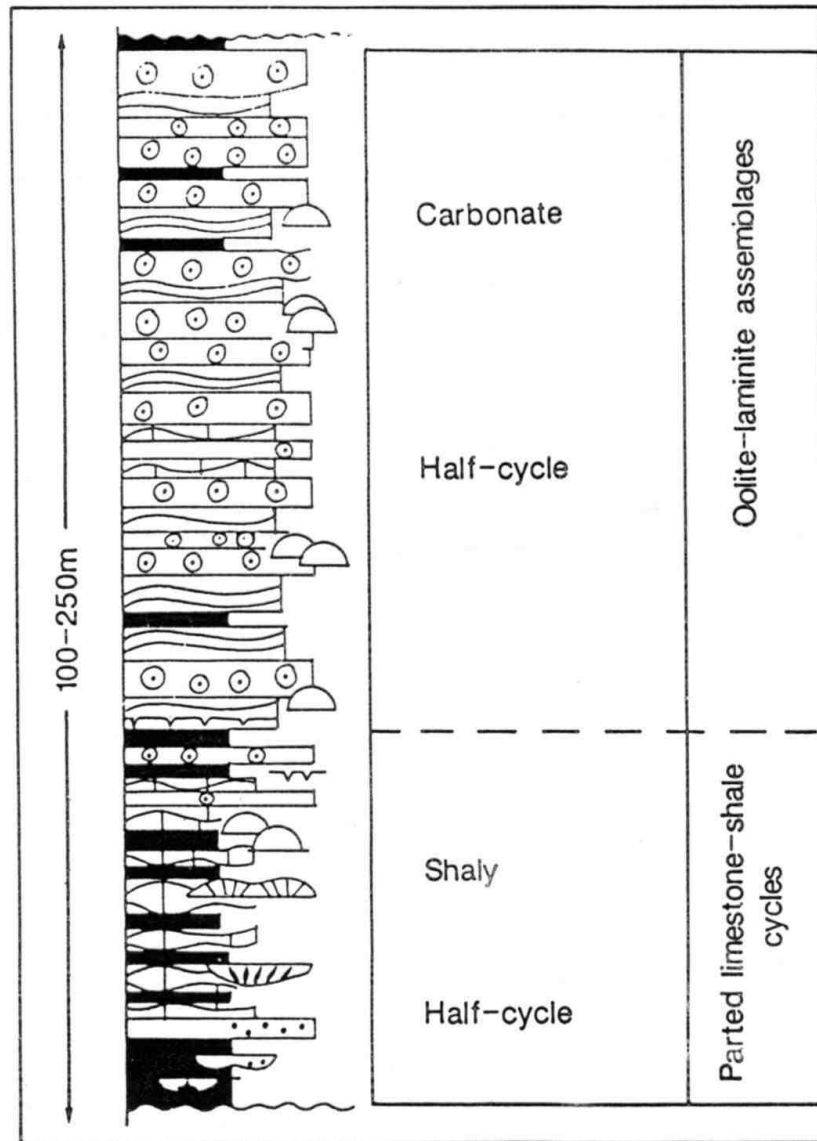 100-250m
Carbonate
Half-cycle
Oolite-laminite assemblages
Shaly
Half-cycle
Parted limestone-shale
cycles